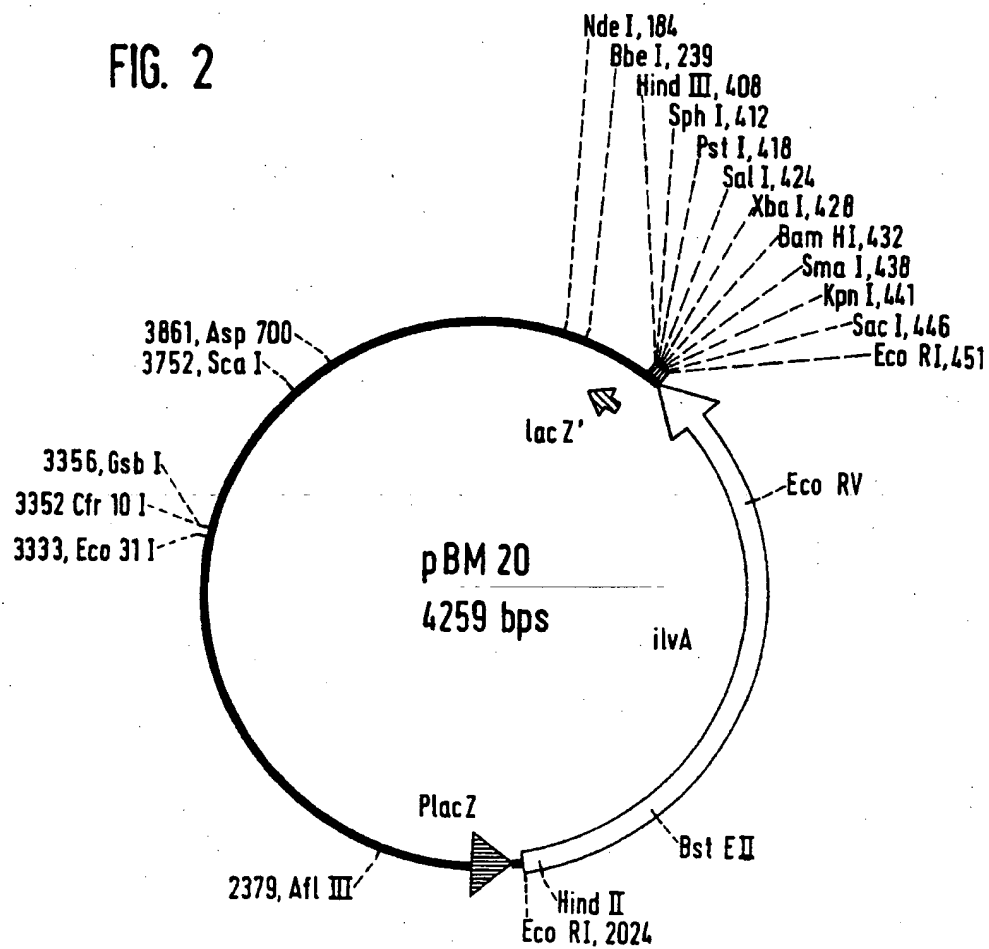 FIG. 2
Nde I, 184
Bbe I, 239
Hind III, 408
Sph I, 412
Pst I, 418
Sal I, 424
Xba I, 428
Bam HI, 432
Sma I, 438
Kpn I, 441
Sac I, 446
Eco RI, 451
3861, Asp 700
3752, Sca I
lac Z'
3356, Gsb I
3352 Cfr 10 I
3333, Eco 31 I
Eco RV
pBM 20
4259 bps
ilvA
PlacZ
Bst EII
2379, Afl III
Hind II
Eco RI, 2024